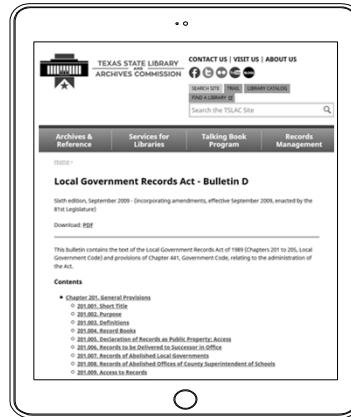 TEXAS STATE LIBRARY
AND
ARCHIVES COMMISSION
CONTACT US | VISIT US | ABOUT US
SEARCH SITE TRAIL LIBRARY CATALOG
FIND A LIBRARY
Search the TSLAC Site
Archives & Reference
Services for Libraries
Talking Book Program
Records Management
Home >
Local Government Records Act - Bulletin D
Sixth edition, September 2009 - (incorporating amendments, effective September 2009, enacted by the
81st Legislature)
Download: PDF
This bulletin contains the text of the Local Government Records Act of 1989 (Chapters 201 to 205, Local
Government Code) and provisions of Chapter 441, Government Code, relating to the administration of
the Act.
Contents
Chapter 201. General Provisions
201.001. Short Title
201.002. Purpose
201.003. Definitions
201.004. Record Books
201.005. Declaration of Records as Public Property; Access
201.006. Records to be Delivered to Successor in Office
201.007. Records of Abolished Local Governments
201.008. Records of Abolished Offices of County Superintendent of Schools
201.009. Access to Records